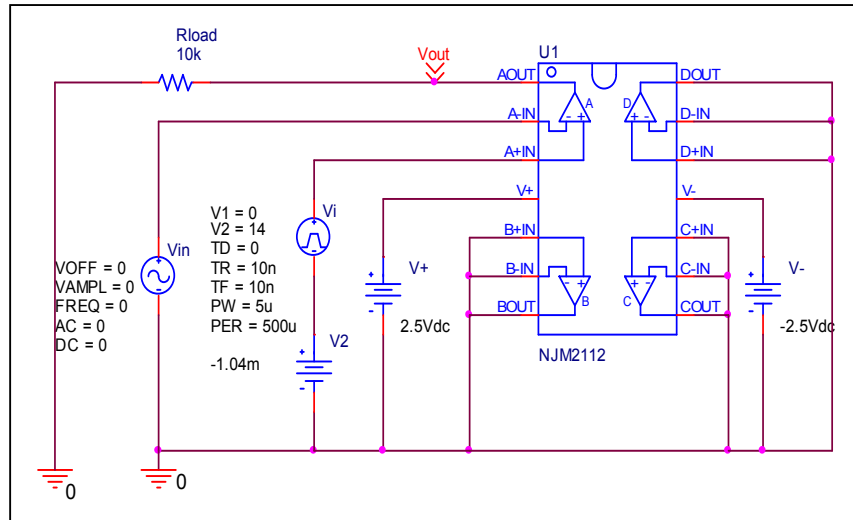 Rload
10k
Vout
U1
AOUT
DOUT
A-IN
D-IN
A
D
- +
+ -
A+IN
D+IN
V+
V-
V1 = 0
V2 = 14
TD = 0
TR = 10n
TF = 10n
PW = 5u
PER = 500u
Vi
+
-
B+IN
C+IN
Vin
+
-
VOFF = 0
VAMPL = 0
FREQ = 0
AC = 0
DC = 0
V+
+
-
2.5Vdc
B-IN
C-IN
- +
+ -
B
C
BOUT
COUT
V-
+
-
-2.5Vdc
V2
+
-
-1.04m
NJM2112
0
0